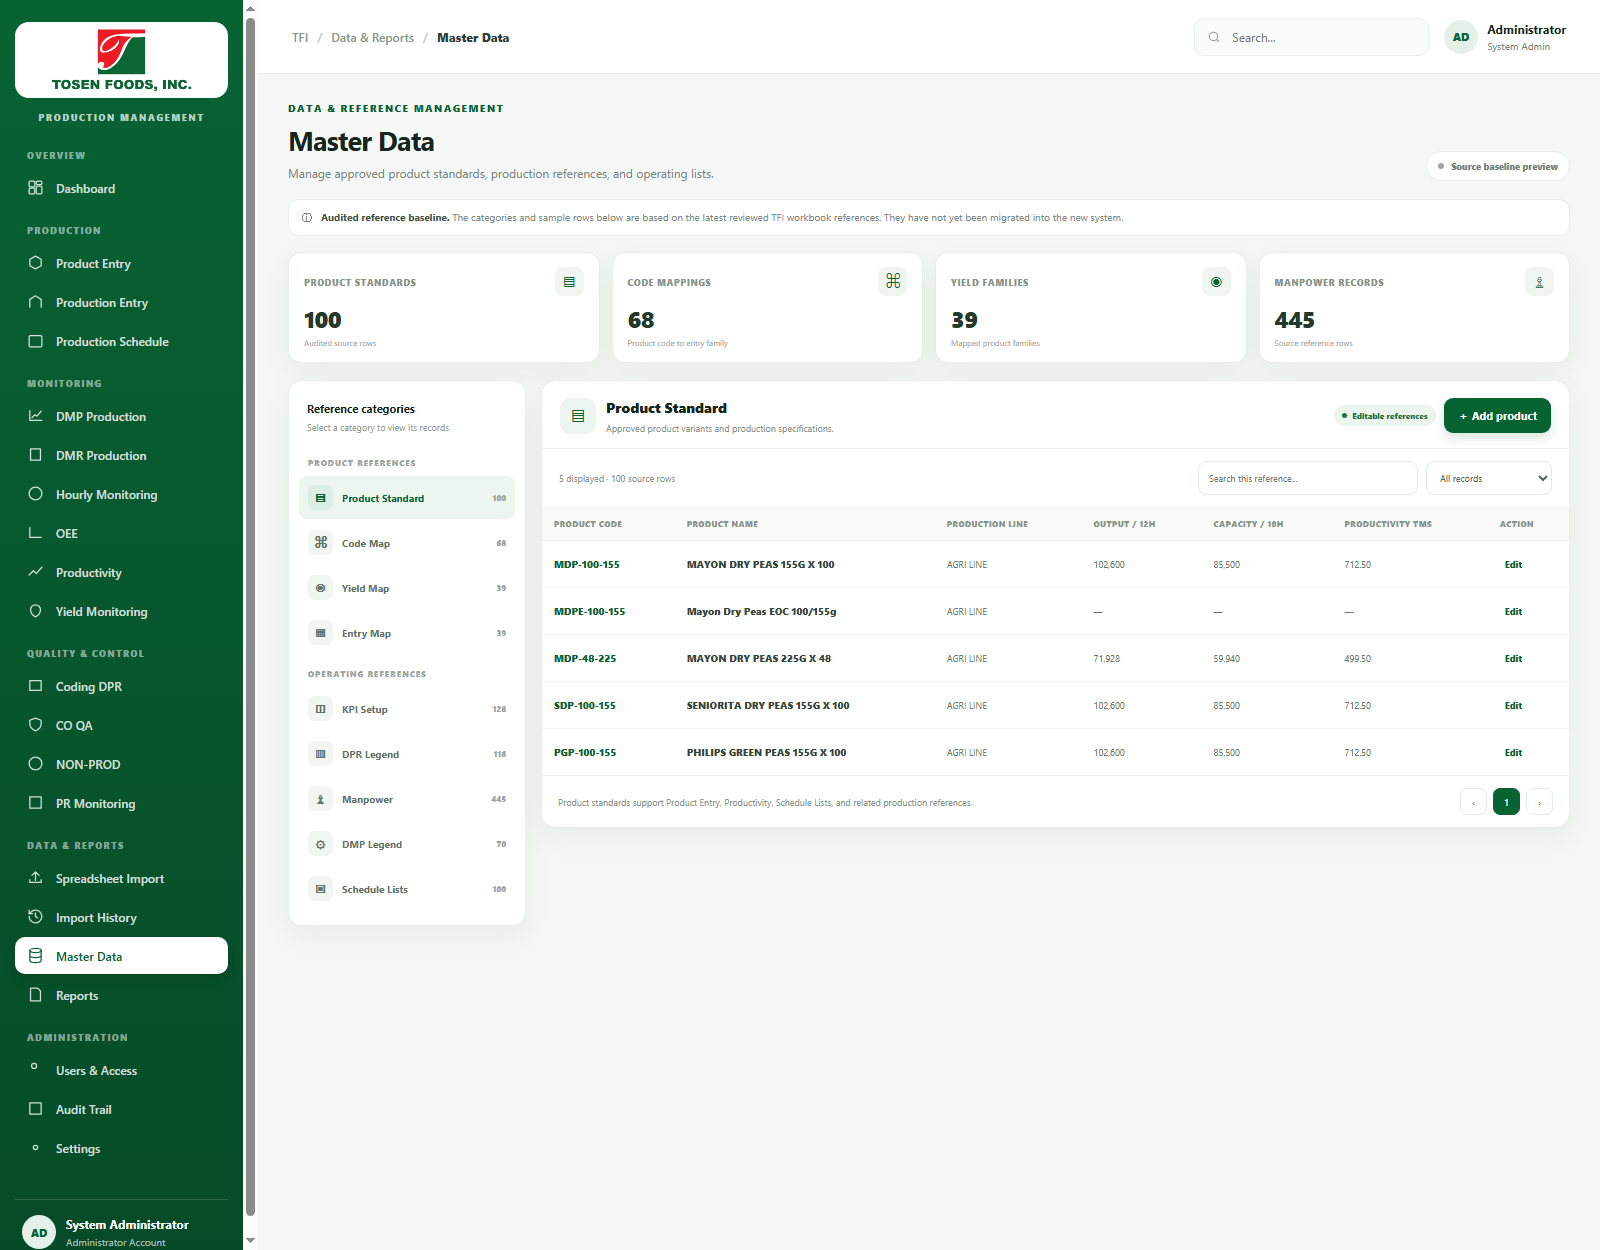 TOSEN FOODS, INC.
PRODUCTION MANAGEMENT
OVERVIEW
Dashboard
PRODUCTION
Product Entry
Production Entry
Production Schedule
MONITORING
DMP Production
DMR Production
Hourly Monitoring
OEE
Productivity
Yield Monitoring
QUALITY & CONTROL
Coding DPR
CO QA
NON-PROD
PR Monitoring
DATA & REPORTS
Spreadsheet Import
Import History
Master Data
Reports
ADMINISTRATION
Users & Access
Audit Trail
Settings
AD
System Administrator
Administrator Account
TFI / Data & Reports / Master Data
Search...
AD
Administrator
System Admin
DATA & REFERENCE MANAGEMENT
Master Data
Manage approved product standards, production references, and operating lists.
Source baseline preview
Audited reference baseline. The categories and sample rows below are based on the latest reviewed TFI workbook references. They have not yet been migrated into the new system.
PRODUCT STANDARDS
100
Audited source rows
CODE MAPPINGS
68
Product code to entry family
YIELD FAMILIES
39
Mapped product families
MANPOWER RECORDS
445
Source reference rows
Reference categories
Select a category to view its records
PRODUCT REFERENCES
Product Standard 100
Code Map 68
Yield Map 39
Entry Map 39
OPERATING REFERENCES
KPI Setup 128
DPR Legend 116
Manpower 445
DMP Legend 70
Schedule Lists 100
Product Standard
Approved product variants and production specifications.
Editable references
+ Add product
5 displayed · 100 source rows
Search this reference...
All records
PRODUCT CODE PRODUCT NAME PRODUCTION LINE OUTPUT / 12H CAPACITY / 10H PRODUCTIVITY TMS ACTION
MDP-100-155 MAYON DRY PEAS 155G X 100 AGRI LINE 102,600 85,500 712.50 Edit
MDPE-100-155 Mayon Dry Peas EOC 100/155g AGRI LINE — — — Edit
MDP-48-225 MAYON DRY PEAS 225G X 48 AGRI LINE 71,928 59,940 499.50 Edit
SDP-100-155 SENIORITA DRY PEAS 155G X 100 AGRI LINE 102,600 85,500 712.50 Edit
PGP-100-155 PHILIPS GREEN PEAS 155G X 100 AGRI LINE 102,600 85,500 712.50 Edit
Product standards support Product Entry, Productivity, Schedule Lists, and related production references.
‹ 1 ›